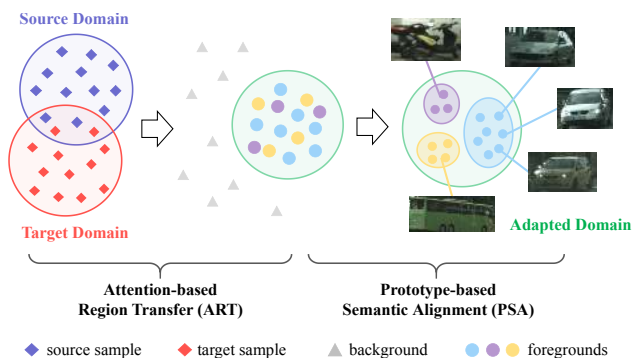 Source Domain
Target Domain
Adapted Domain
Attention-based
Region Transfer (ART)
Prototype-based
Semantic Alignment (PSA)
source sample
target sample
background
foregrounds